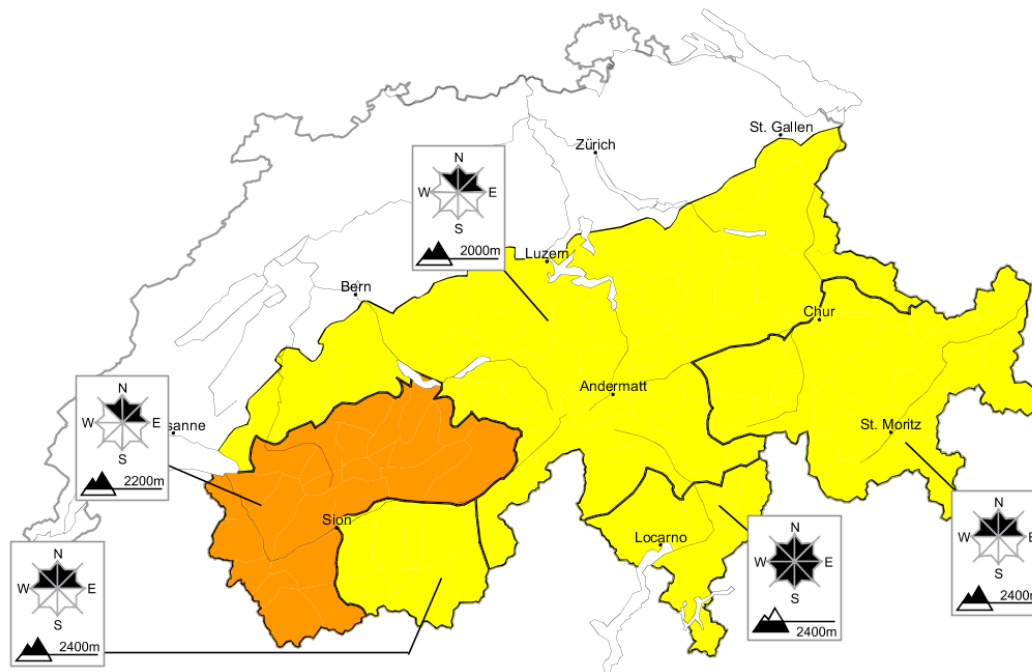 St. Gallen
Zürich
N
W E
S
2000m
Luzern
Bern
Chur
Andermatt
N
W E
S
2200m
sanne
St. Moritz
Sion
Locarno
N
W E
S
2400m
N
W E
S
2400m
N
W E
S
2400m